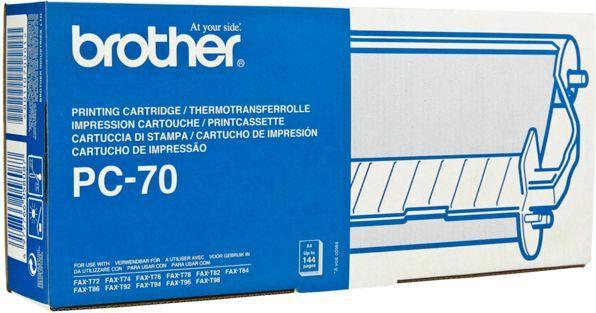 At your side.
brother®
PRINTING CARTRIDGE / THERMOTRANSFERROLLE
IMPRESSION CARTOUCHE / PRINTCASSETTE
CARTUCCIA DI STAMPA / CARTUCHO DE IMPRESIÓN
CARTUCHO DE IMPRESSÃO
PC-70
FOR USE WITH VERWENDBAR FÜR A UTILISER AVEC VOOR GEBRUIK IN
DA UTILIZZARE CON PARA USAR CON PARA USAR COM
FAX-T72 FAX-T74 FAX-T76 FAX-T78 FAX-T82 FAX-T84
FAX-T86 FAX-T92 FAX-T94 FAX-T96 FAX-T98
A4
Up to
144
pages